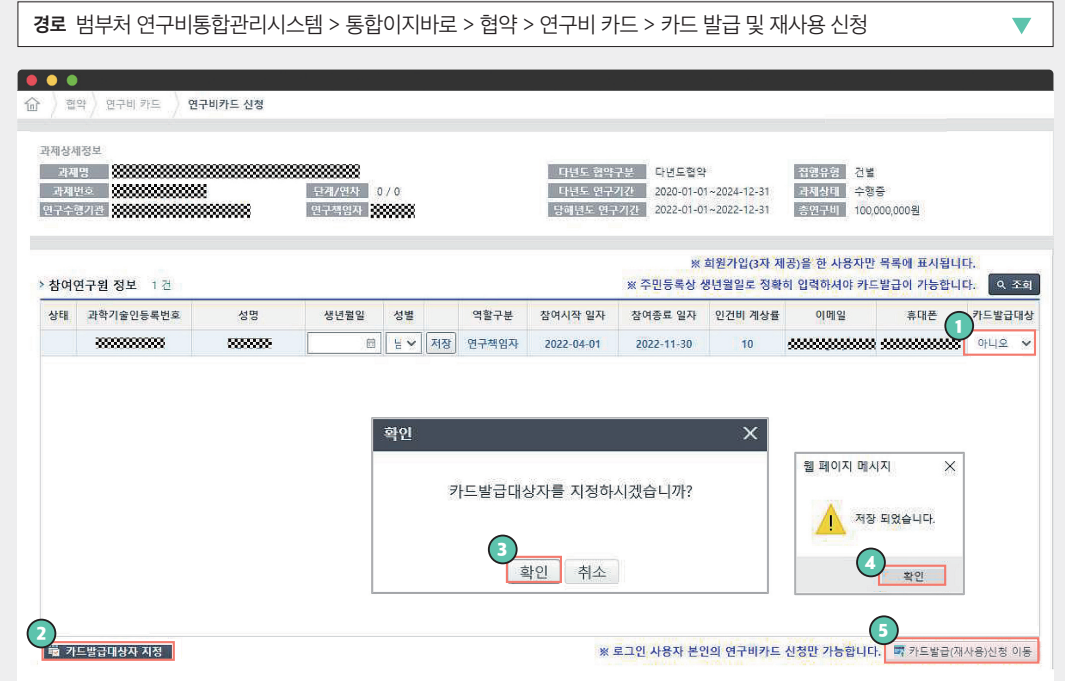 경로 범부처 연구비통합관리시스템 > 통합이지바로 > 협약 > 연구비 카드 > 카드 발급 및 재사용 신청
협약 연구비 카드 연구비카드 신청
과제상세정보
과제명 다년도 협약구분 다년도협약 집행유형 건별
과제번호 단계/연차 0 / 0 다년도 연구기간 2020-01-01~2024-12-31 과제상태 수행중
연구수행기관 연구책임자 당해년도 연구기간 2022-01-01~2022-12-31 총연구비 100,000,000원
※ 회원가입(3자 제공)을 한 사용자만 목록에 표시됩니다.
> 참여연구원 정보 1 건 ※ 주민등록상 생년월일로 정확히 입력하셔야 카드발급이 가능합니다. 조회
상태 과학기술인등록번호 성명 생년월일 성별 역할구분 참여시작 일자 참여종료 일자 인건비 계상률 이메일 휴대폰 카드발급대상
1
저장 연구책임자 2022-04-01 2022-11-30 10 아니오
확인
카드발급대상자를 지정하시겠습니까?
3
확인 취소
웹 페이지 메시지
저장 되었습니다.
4
확인
2
카드발급대상자 지정
※ 로그인 사용자 본인의 연구비카드 신청만 가능합니다.
5
카드발급(재사용)신청 이동